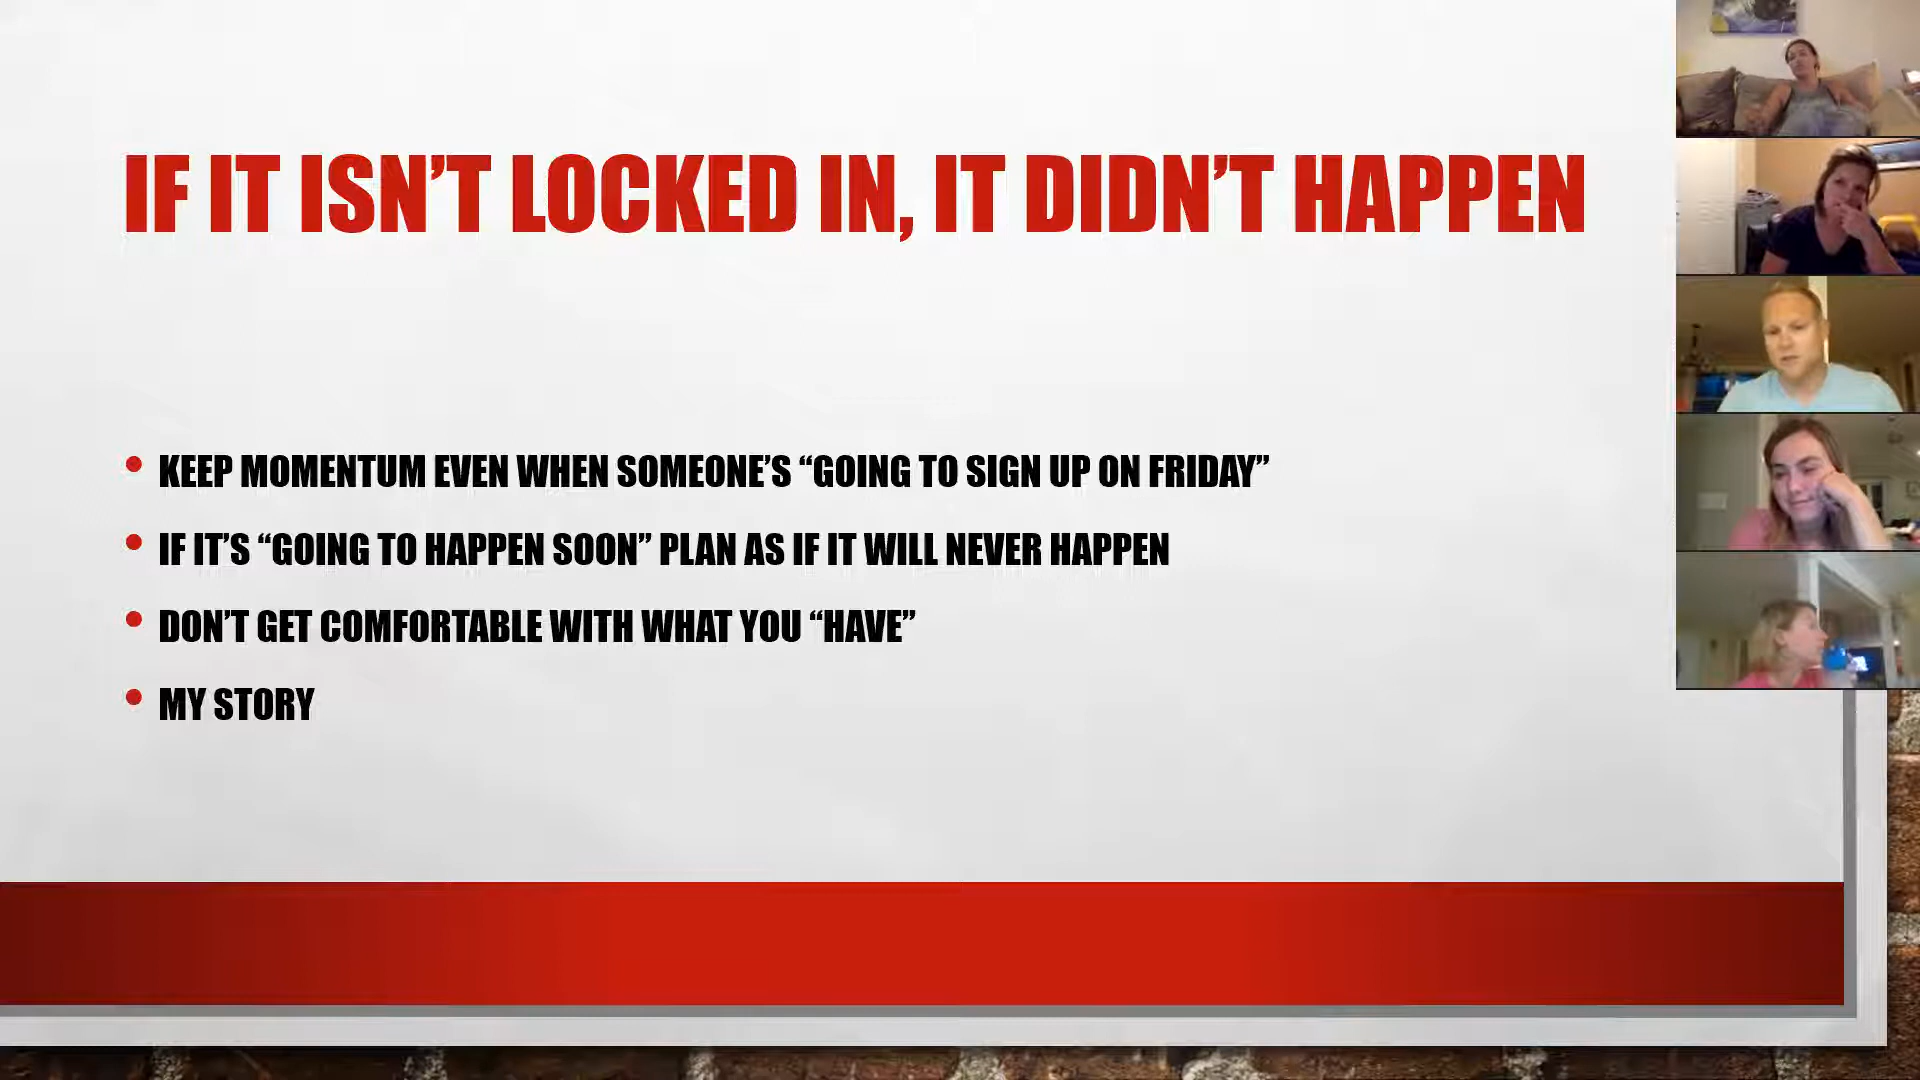 IF IT ISN’T LOCKED IN, IT DIDN’T HAPPEN
• KEEP MOMENTUM EVEN WHEN SOMEONE’S “GOING TO SIGN UP ON FRIDAY”
• IF IT’S “GOING TO HAPPEN SOON” PLAN AS IF IT WILL NEVER HAPPEN
• DON’T GET COMFORTABLE WITH WHAT YOU “HAVE”
• MY STORY